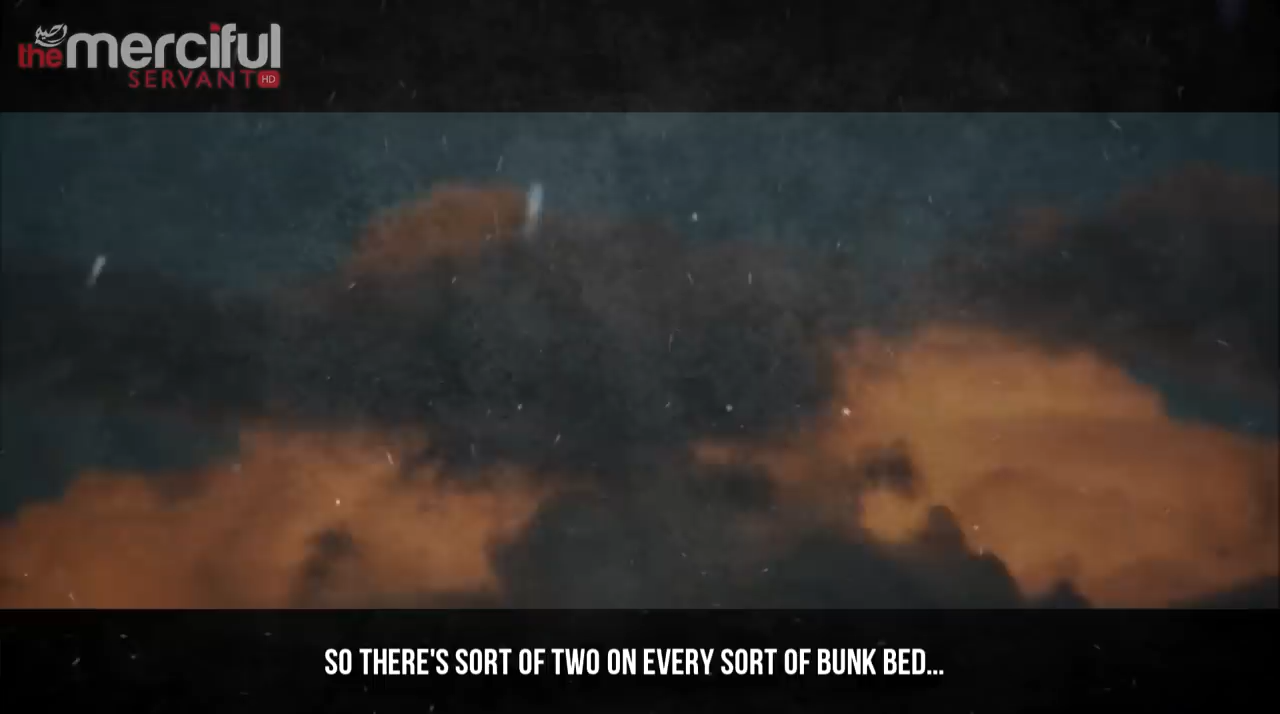 the merciful
SERVANT HD
SO THERE'S SORT OF TWO ON EVERY SORT OF BUNK BED...